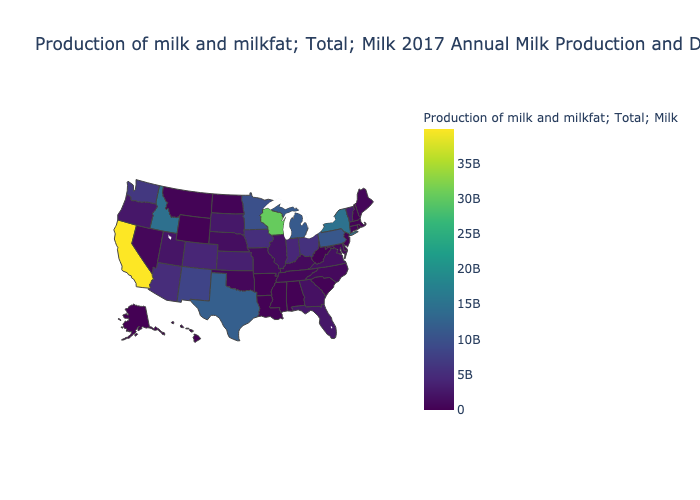 Production of milk and milkfat; Total; Milk 2017 Annual Milk Production and D
Production of milk and milkfat; Total; Milk
35B
30B
25B
20B
15B
10B
5B
0